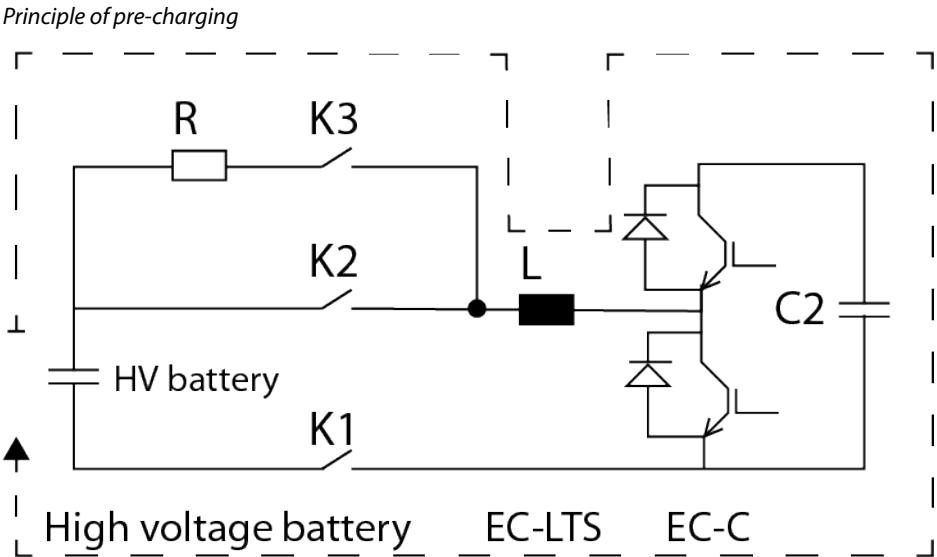 Principle of pre-charging
R
K3
K2
L
C2
HV battery
K1
High voltage battery
EC-LTS
EC-C